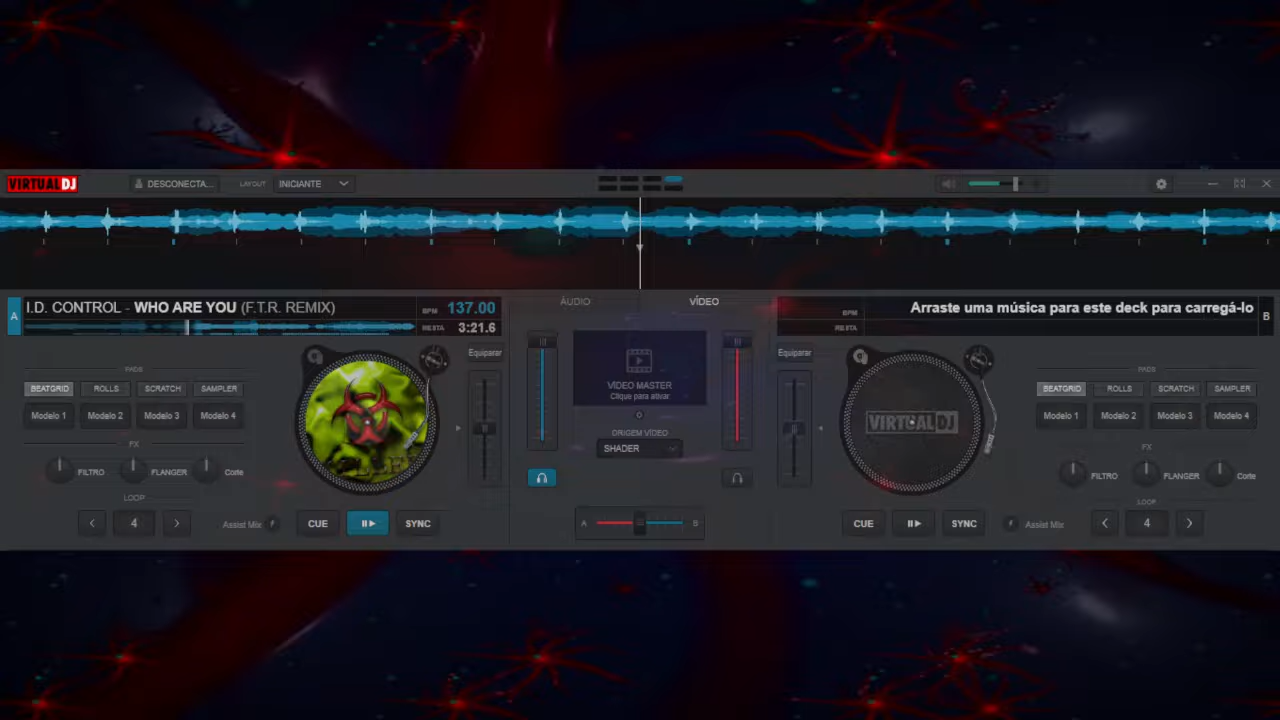 VIRTUALDJ
DESCONECTA...
LAYOUT
INICIANTE
A
I.D. CONTROL - WHO ARE YOU (F.T.R. REMIX)
BPM 137.00
RESTA 3:21.6
ÁUDIO
VÍDEO
BPM
RESTA
Arraste uma música para este deck para carregá-lo
B
Equiparar
PADS
BEATGRID ROLLS SCRATCH SAMPLER
Modelo 1 Modelo 2 Modelo 3 Modelo 4
FX
FILTRO FLANGER Corte
LOOP
< 4 >
Assist Mix
CUE
SYNC
VIDEO MASTER
Clique para ativar
ORIGEM VÍDEO
SHADER
A B
Equiparar
VIRTUALDJ
PADS
BEATGRID ROLLS SCRATCH SAMPLER
Modelo 1 Modelo 2 Modelo 3 Modelo 4
FX
FILTRO FLANGER Corte
LOOP
CUE
SYNC
Assist Mix
< 4 >